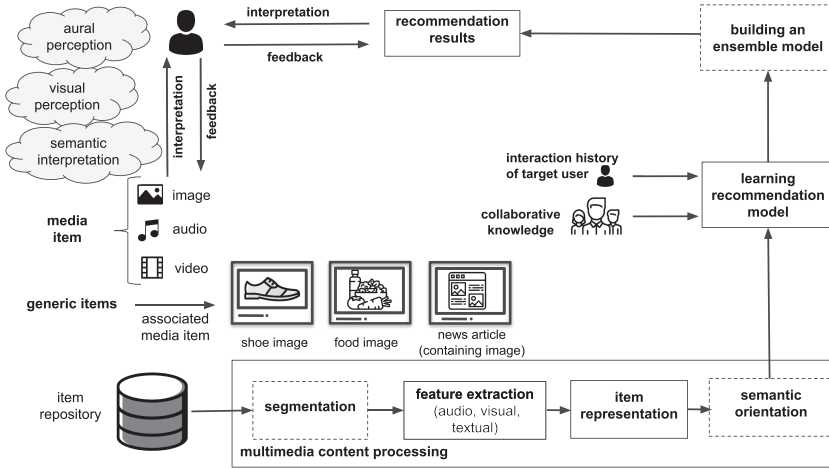 aural
perception
visual
perception
semantic
interpretation
interpretation
feedback
interpretation
feedback
recommendation
results
building an
ensemble model
interaction history
of target user
collaborative
knowledge
learning
recommendation
model
media
item
image
audio
video
generic items
associated
media item
shoe image
food image
news article
(containing image)
item
repository
segmentation
feature extraction
(audio, visual,
textual)
item
representation
semantic
orientation
multimedia content processing